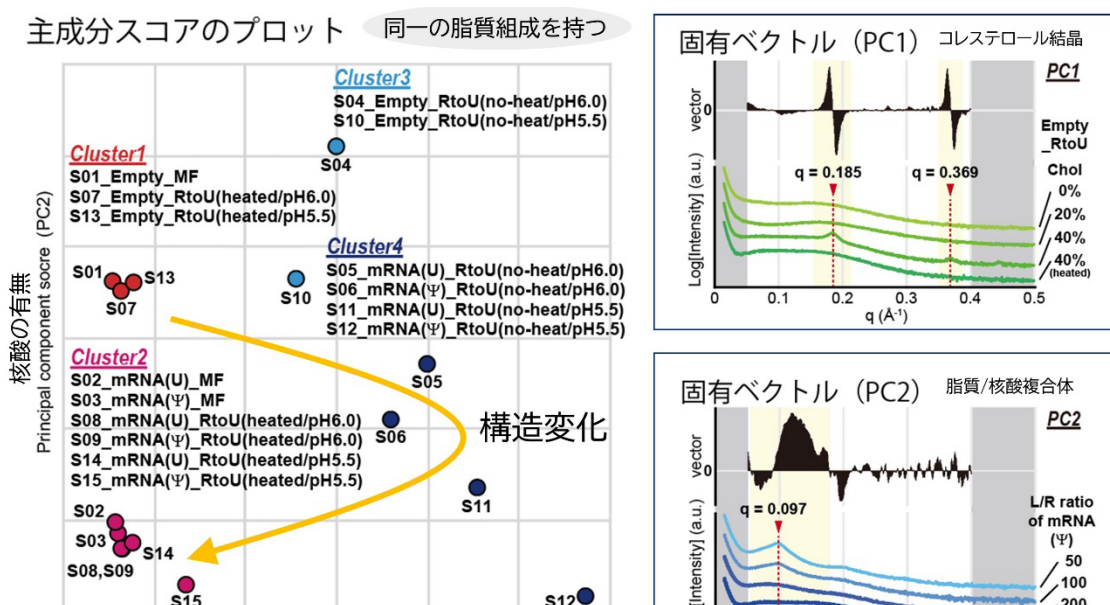 主成分スコアのプロット
同一の脂質組成を持つ
核酸の有無
Principal component socre (PC2)
Cluster3
S04_Empty_RtoU(no-heat/pH6.0)
S10_Empty_RtoU(no-heat/pH5.5)
S04
Cluster1
S01_Empty_MF
S07_Empty_RtoU(heated/pH6.0)
S13_Empty_RtoU(heated/pH5.5)
S01
S13
S07
S10
Cluster4
S05_mRNA(U)_RtoU(no-heat/pH6.0)
S06_mRNA(Ψ)_RtoU(no-heat/pH6.0)
S11_mRNA(U)_RtoU(no-heat/pH5.5)
S12_mRNA(Ψ)_RtoU(no-heat/pH5.5)
Cluster2
S02_mRNA(U)_MF
S03_mRNA(Ψ)_MF
S08_mRNA(U)_RtoU(heated/pH6.0)
S09_mRNA(Ψ)_RtoU(heated/pH6.0)
S14_mRNA(U)_RtoU(heated/pH5.5)
S15_mRNA(Ψ)_RtoU(heated/pH5.5)
S05
S06
構造変化
S11
S02
S03
S14
S08,S09
S15
S12
固有ベクトル（PC1）
コレステロール結晶
PC1
vector
0
Empty
_RtoU
q = 0.185
q = 0.369
Log[Intensity] (a.u.)
Chol
0%
20%
40%
40%
(heated)
0
0.1
0.2
0.3
0.4
0.5
q (Å-1)
固有ベクトル（PC2）
脂質/核酸複合体
PC2
vector
0
q = 0.097
[Intensity] (a.u.)
L/R ratio
of mRNA
(Ψ)
50
100
200